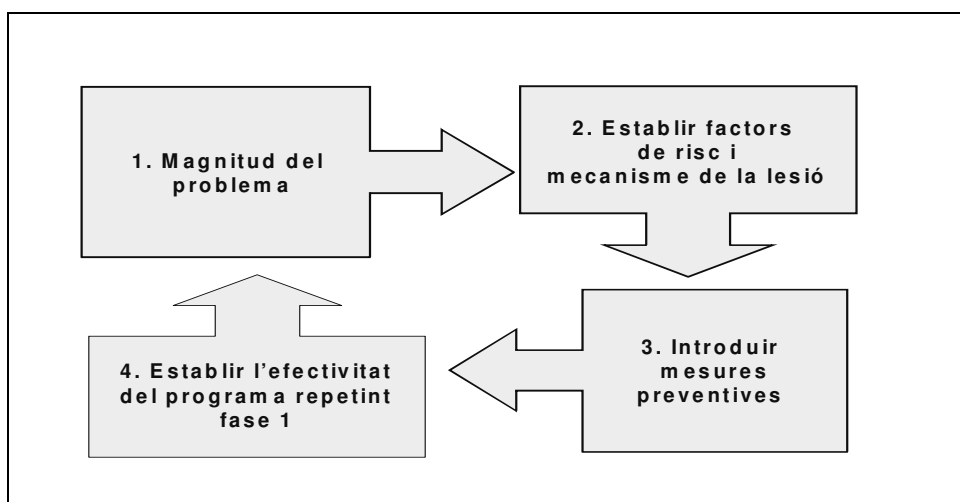 1. Magnitud del
problema
2. Establir factors
de risc i
mecanisme de la lesió
3. Introduir
mesures
preventives
4. Establir l'efectivitat
del programa repetint
fase 1